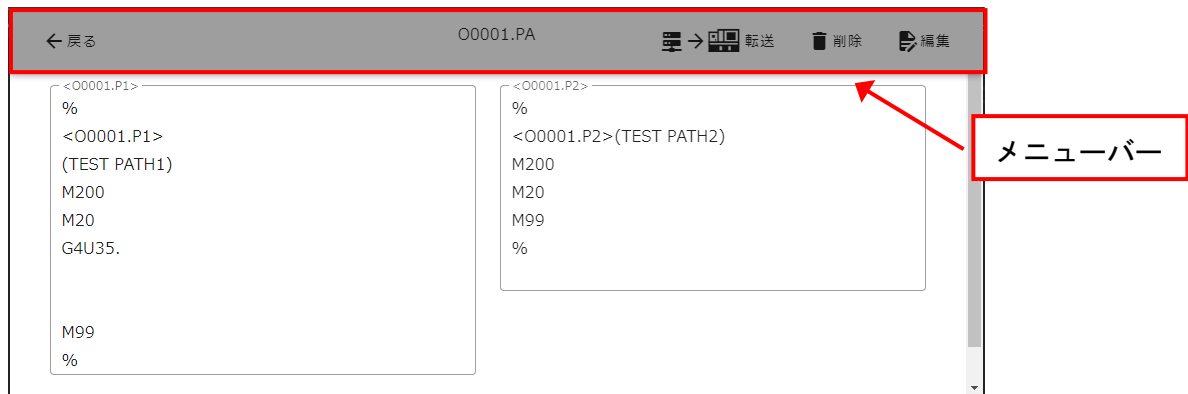 戻る
O0001.PA
転送
削除
編集
メニューバー
<O0001.P1>
%
<O0001.P1>
(TEST PATH1)
M200
M20
G4U35.
M99
%
<O0001.P2>
%
<O0001.P2>(TEST PATH2)
M200
M20
M99
%